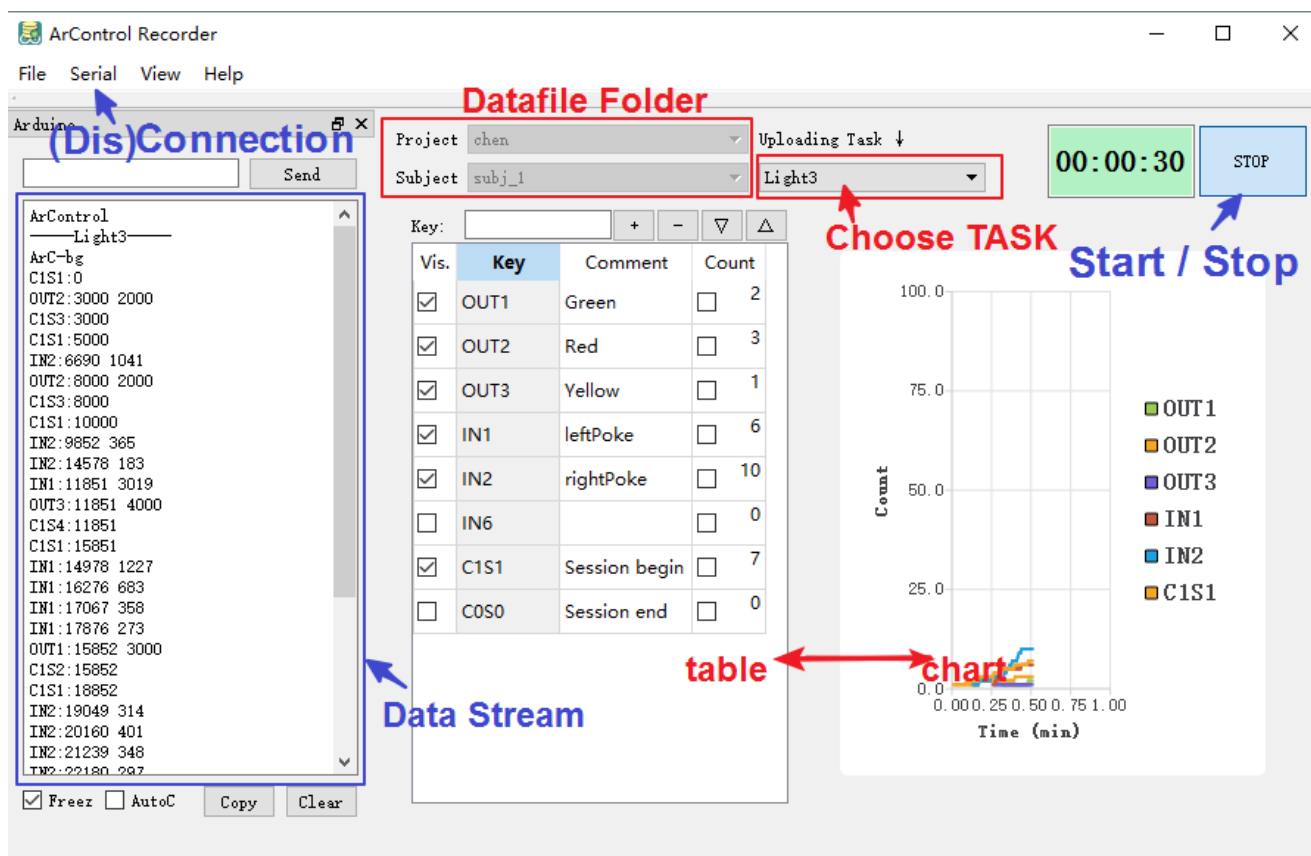 ArControl Recorder
File Serial View Help
Arduino
(Dis)Connection
Send
ArControl
——Light3——
ArC-bg
C1S1:0
OUT2:3000 2000
C1S3:3000
C1S1:5000
IN2:6690 1041
OUT2:8000 2000
C1S3:8000
C1S1:10000
IN2:9852 365
IN2:14578 183
IN1:11851 3019
OUT3:11851 4000
C1S4:11851
C1S1:15851
IN1:14978 1227
IN1:16276 683
IN1:17067 358
IN1:17876 273
OUT1:15852 3000
C1S2:15852
C1S1:18852
IN2:19049 314
IN2:20160 401
IN2:21239 348
IN2:22180 297
Freez AutoC Copy Clear
Data Stream
Datafile Folder
Project chen
Subject subj_1
Uploading Task ↓
Light3
Choose TASK
00:00:30
STOP
Start / Stop
Key: + - ▽ △
Vis. Key Comment Count
OUT1 Green 2
OUT2 Red 3
OUT3 Yellow 1
IN1 leftPoke 6
IN2 rightPoke 10
IN6 0
C1S1 Session begin 7
C0S0 Session end 0
table
chart
100.0
75.0
50.0
25.0
0.0
Count
0.00 0.25 0.50 0.75 1.00
Time (min)
OUT1
OUT2
OUT3
IN1
IN2
C1S1